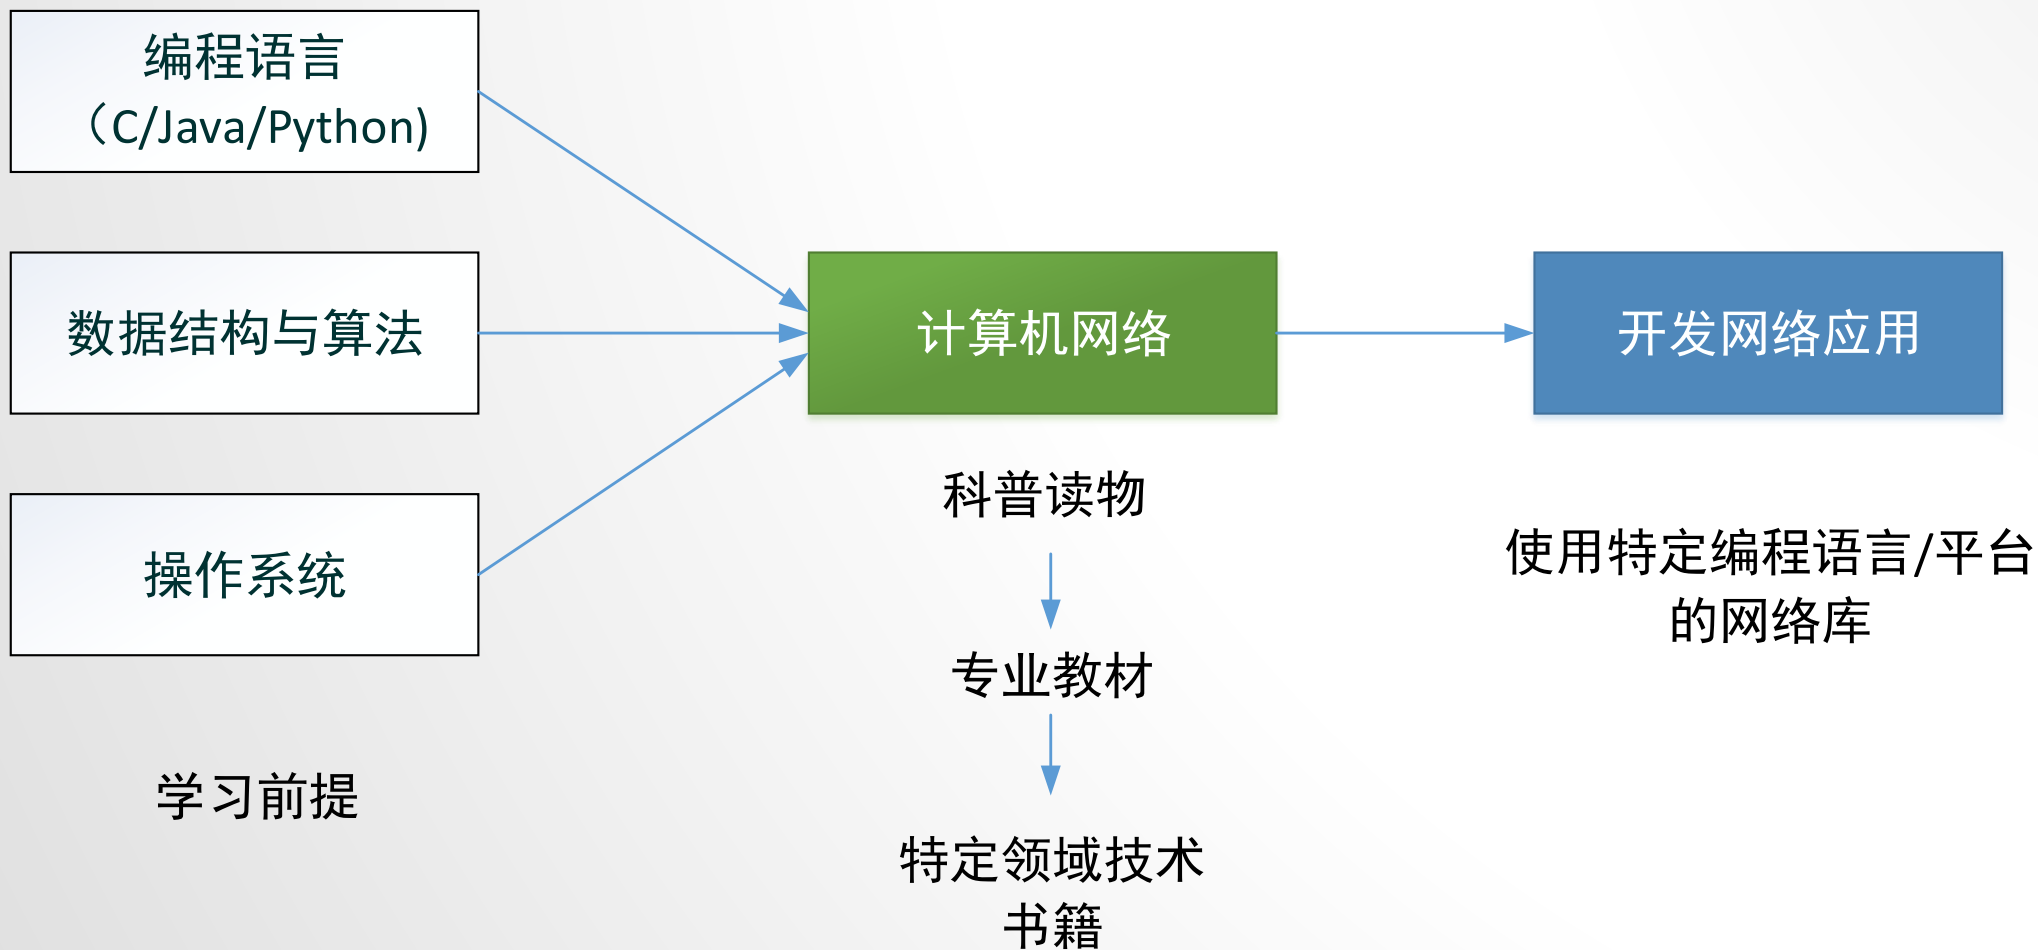 编程语言
（C/Java/Python)
数据结构与算法
操作系统
学习前提
计算机网络
科普读物
专业教材
特定领域技术
书籍
开发网络应用
使用特定编程语言/平台
的网络库